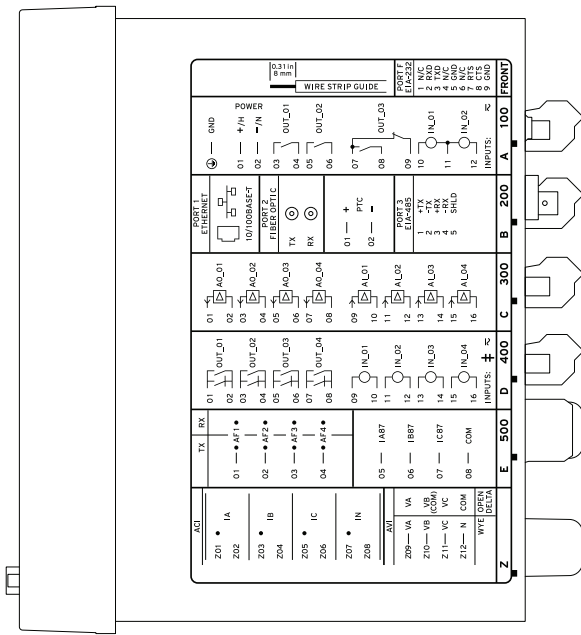 ACI
Z01 IA
Z02
Z03 IB
Z04
Z05 IC
Z06
Z07 IN
Z08
AVI
Z09 VA VA
Z10 VB VB
(COM)
Z11 VC VC
Z12 N COM
WYE OPEN
DELTA
Z
TX RX
01 AF1
02 AF2
03 AF3
04 AF4
05 IA87
06 IB87
07 IC87
08 COM
E 500
01
02 OUT_01
03
04 OUT_02
05
06 OUT_03
07
08 OUT_04
09
10 IN_01
11
12 IN_02
13
14 IN_03
15
16 IN_04
INPUTS:
D 400
01
02 AO_01
03
04 AO_02
05
06 AO_03
07
08 AO_04
09
10 AI_01
11
12 AI_02
13
14 AI_03
15
16 AI_04
C 300
PORT 1
ETHERNET
10/100BASE-T
PORT 2
FIBER OPTIC
TX
RX
01 +
PTC
02 −
PORT 3
EIA-485
1 +TX
2 -TX
3 +RX
4 -RX
5 SHLD
B 200
GND
POWER
01 +/H
02 −/N
03 OUT_01
04
05 OUT_02
06
07 OUT_03
08
09
10 IN_01
11
12 IN_02
INPUTS:
A 100
0.31 in
8 mm
WIRE STRIP GUIDE
PORT F
EIA-232
1 N/C
2 RXD
3 TXD
4 N/C
5 GND
6 N/C
7 RTS
8 CTS
9 GND
FRONT